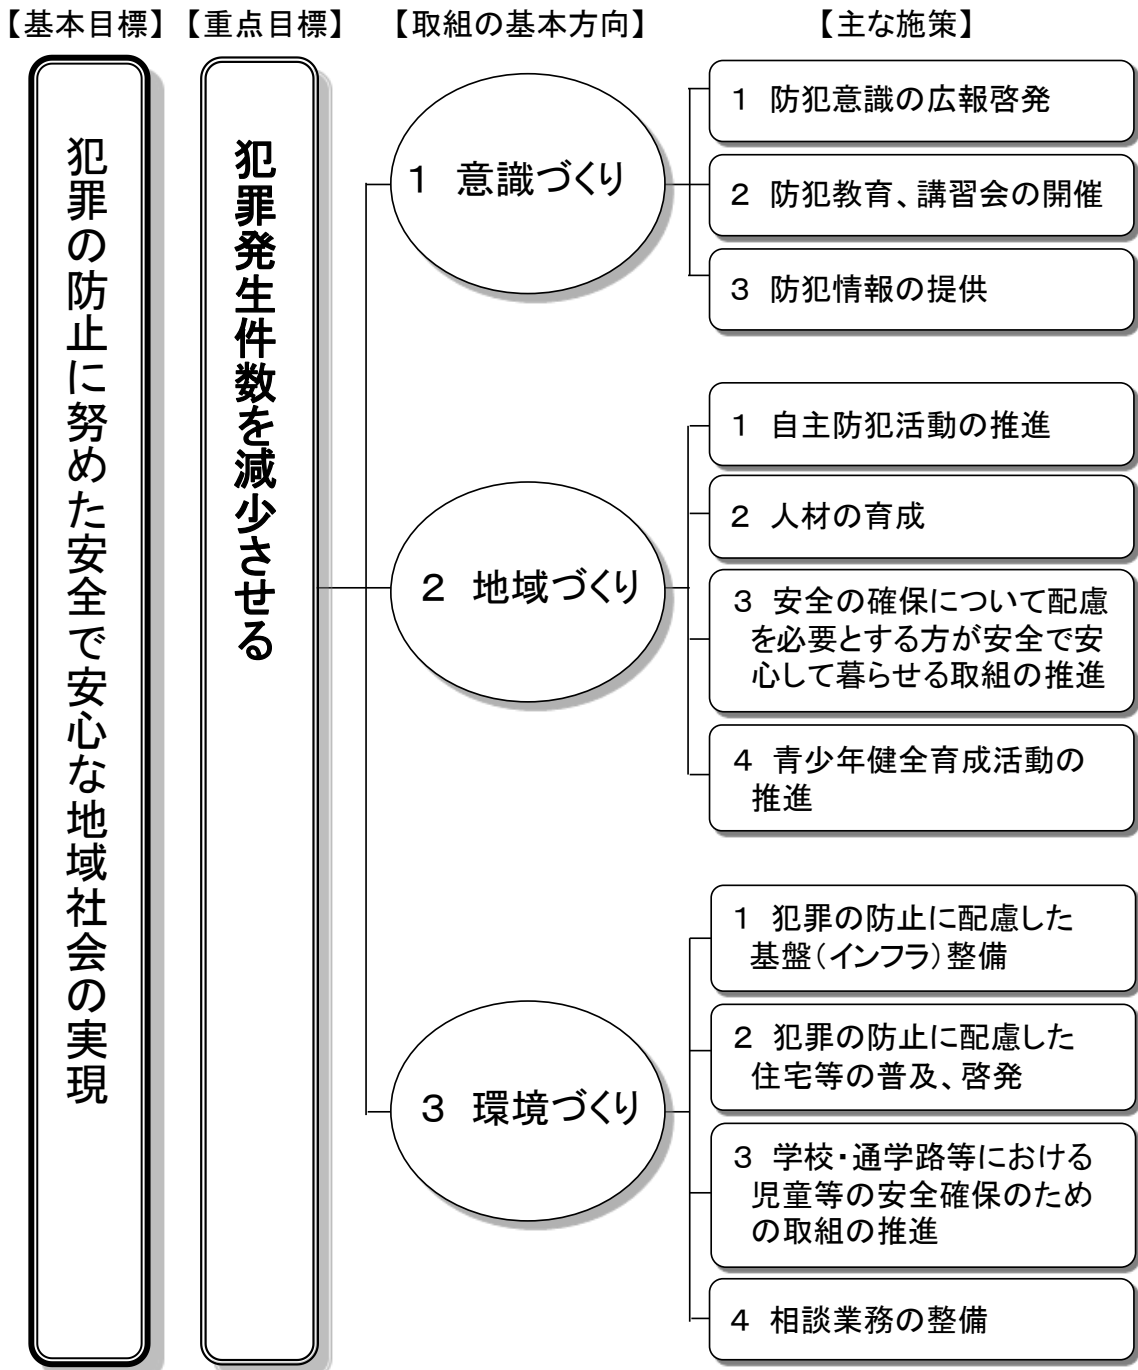 【基本目標】
【重点目標】
【取組の基本方向】
【主な施策】
犯罪の防止に努めた安全で安心な地域社会の実現
犯罪発生件数を減少させる
1 意識づくり
1 防犯意識の広報啓発
2 防犯教育、講習会の開催
3 防犯情報の提供
2 地域づくり
1 自主防犯活動の推進
2 人材の育成
3 安全の確保について配慮
を必要とする方が安全で安
心して暮らせる取組の推進
4 青少年健全育成活動の
推進
3 環境づくり
1 犯罪の防止に配慮した
基盤(インフラ)整備
2 犯罪の防止に配慮した
住宅等の普及、啓発
3 学校・通学路等における
児童等の安全確保のため
の取組の推進
4 相談業務の整備